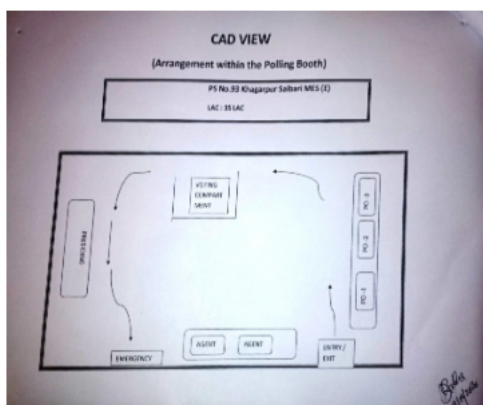 CAD VIEW
(Arrangement within the Polling Booth)
PS No.93 Khagarpur Salbari MES (E)
LAC : 35 LAC
VOTING
COMPART
MENT
PO-3
PO-2
PO-1
PRESIDING
AGENT
AGENT
ENTRY /
EXIT
EMERGENCY